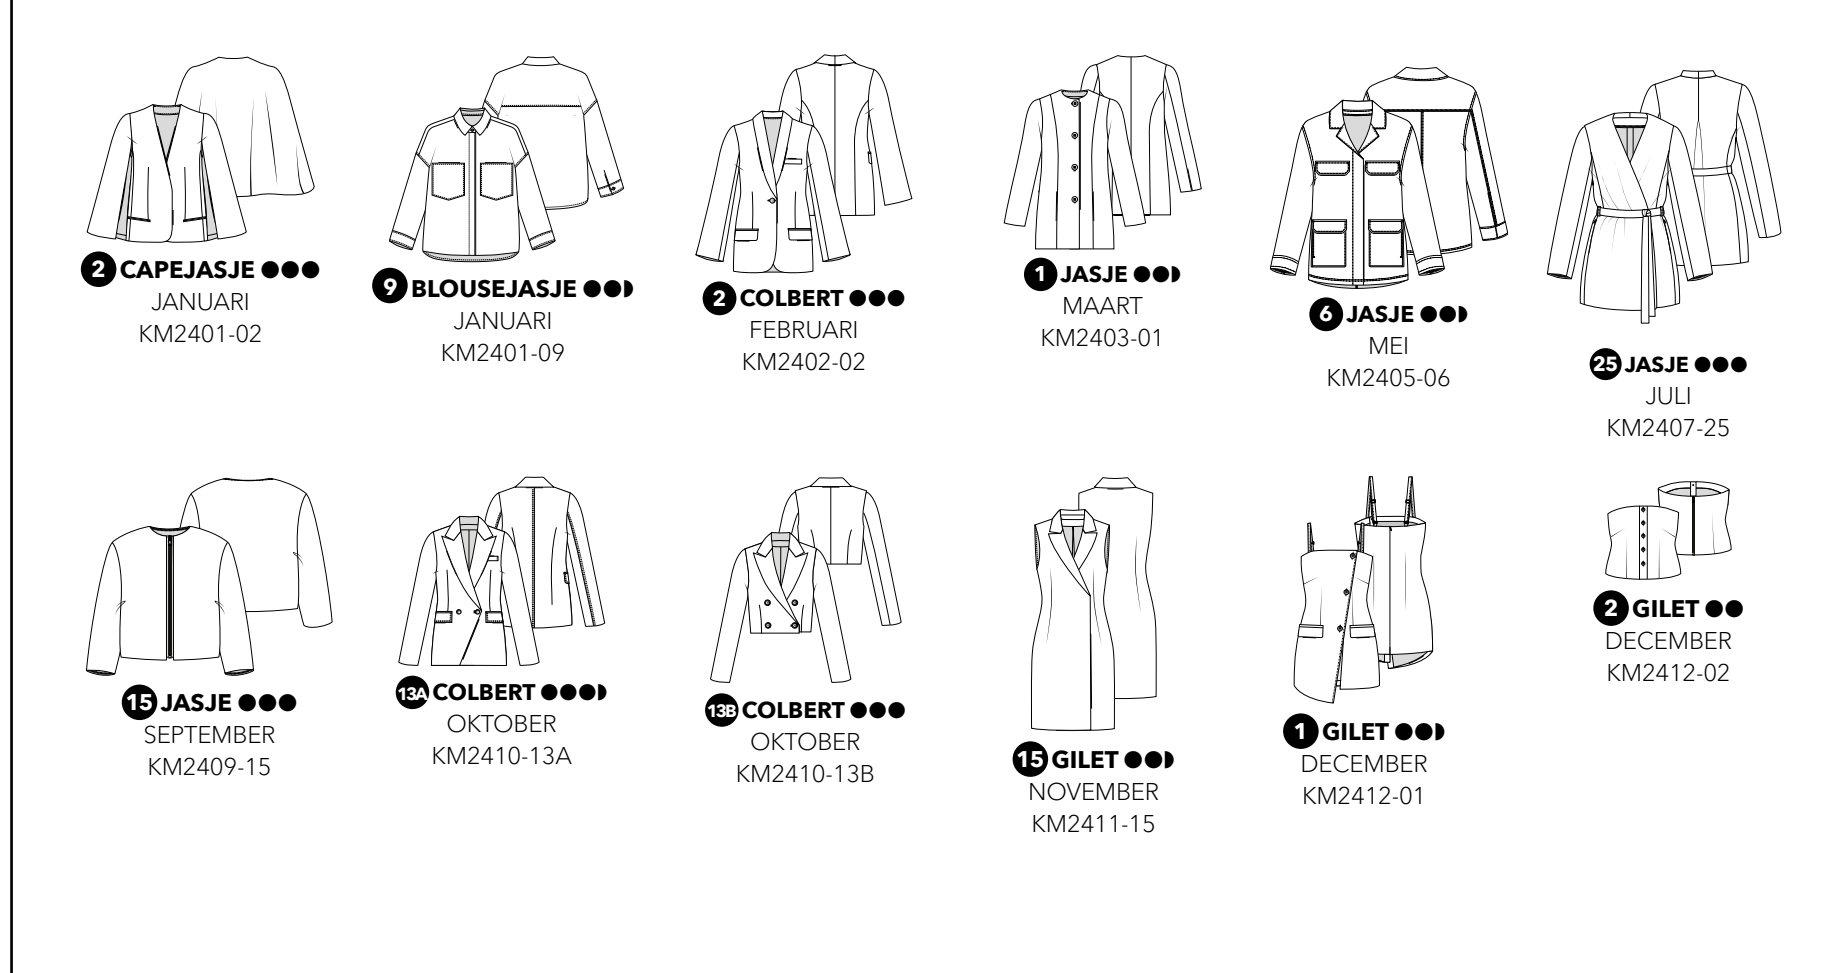 2 CAPEJASJE ●●●
JANUARI
KM2401-02
9 BLOUSEJASJE ●●◗
JANUARI
KM2401-09
2 COLBERT ●●●
FEBRUARI
KM2402-02
1 JASJE ●●◗
MAART
KM2403-01
6 JASJE ●●◗
MEI
KM2405-06
25 JASJE ●●●
JULI
KM2407-25
15 JASJE ●●●
SEPTEMBER
KM2409-15
13A COLBERT ●●●◗
OKTOBER
KM2410-13A
13B COLBERT ●●●
OKTOBER
KM2410-13B
15 GILET ●●◗
NOVEMBER
KM2411-15
1 GILET ●●◗
DECEMBER
KM2412-01
2 GILET ●●
DECEMBER
KM2412-02